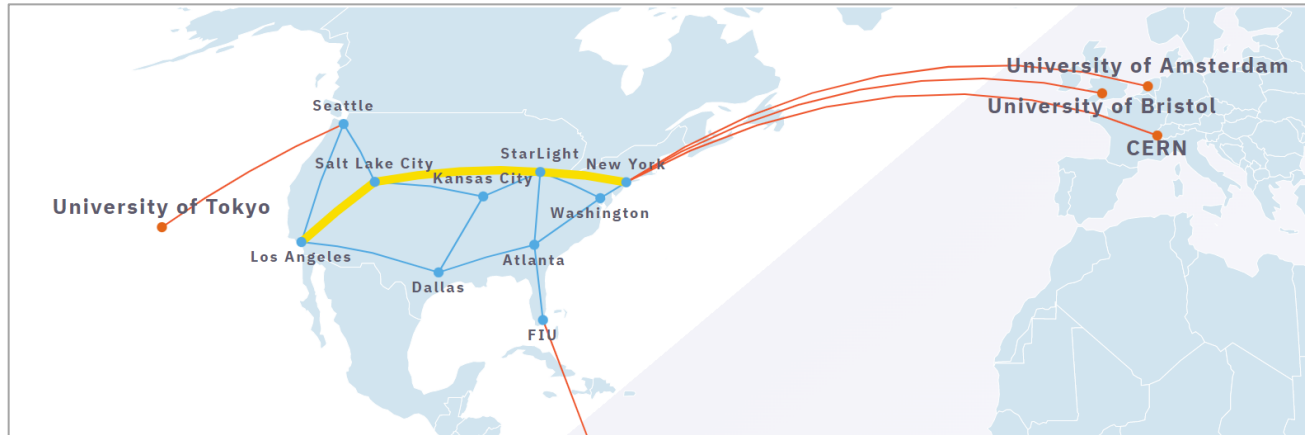 University of Amsterdam
Seattle
University of Bristol
StarLight
New York
Salt Lake City
CERN
Kansas City
University of Tokyo
Washington
Los Angeles
Atlanta
Dallas
FIU